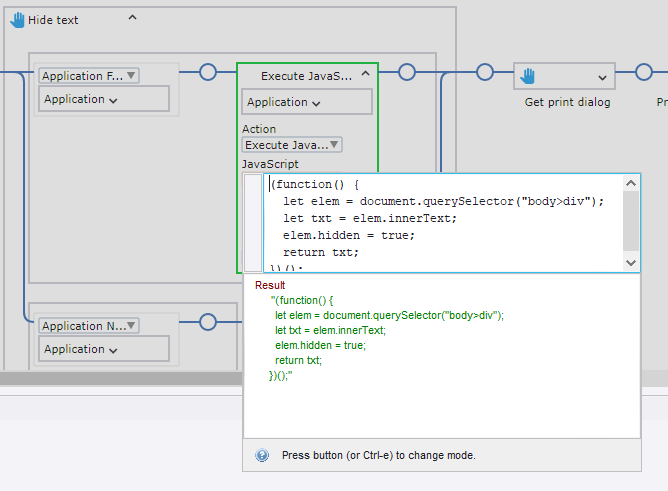 Hide text
Application F...
Application
Execute JavaS...
Application
Action
Execute Java...
JavaScript
Get print dialog
Pr
(function() {
let elem = document.querySelector("body>div");
let txt = elem.innerText;
elem.hidden = true;
return txt;
})();
Result
"(function() {
let elem = document.querySelector("body>div");
let txt = elem.innerText;
elem.hidden = true;
return txt;
})();"
Application N...
Application
Press button (or Ctrl-e) to change mode.